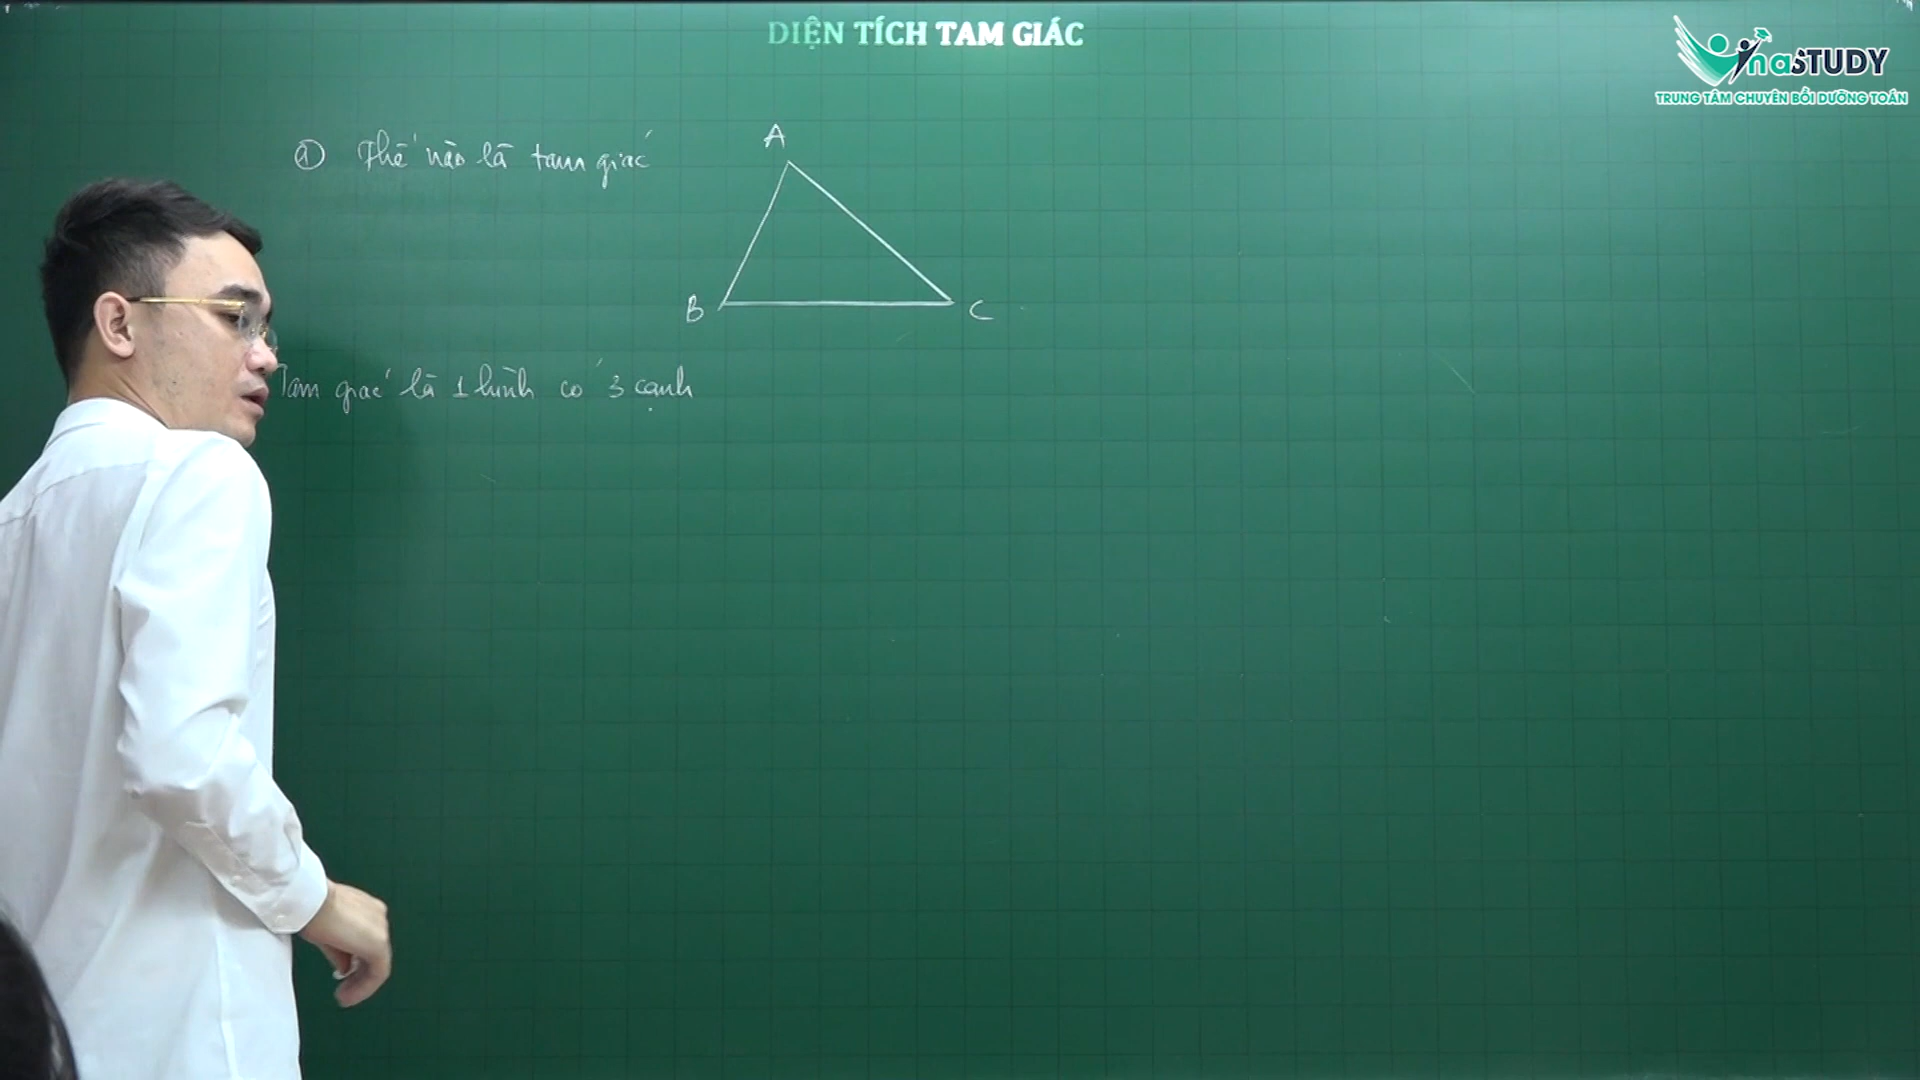 DIỆN TÍCH TAM GIÁC
VinaSTUDY
TRUNG TÂM CHUYÊN BỒI DƯỠNG TOÁN
① Thế nào là tam giác
A
B
C
Tam giác là 1 hình có 3 cạnh